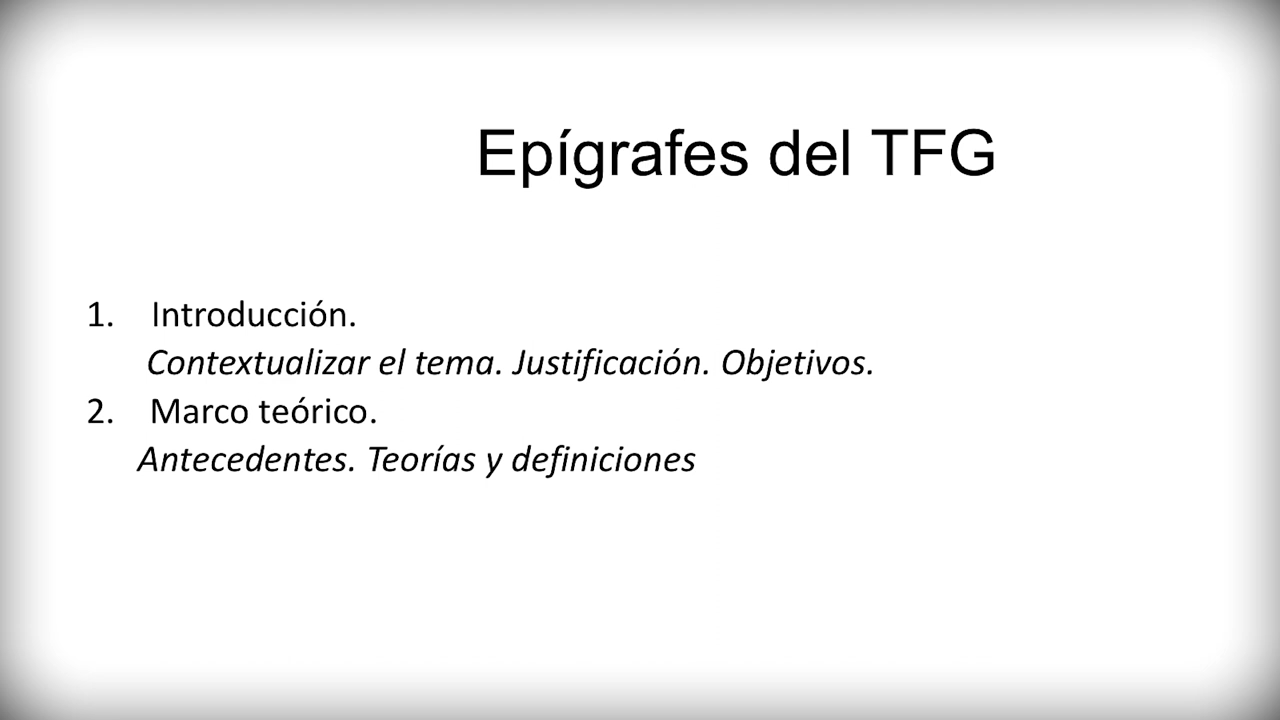 Epígrafes del TFG
1. Introducción.
Contextualizar el tema. Justificación. Objetivos.
2. Marco teórico.
Antecedentes. Teorías y definiciones